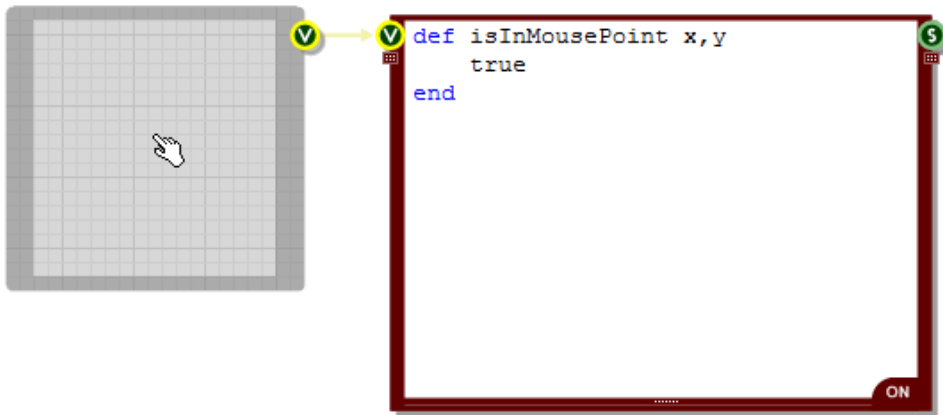 V
V
def isInMousePoint x,y
    true
end
S
ON